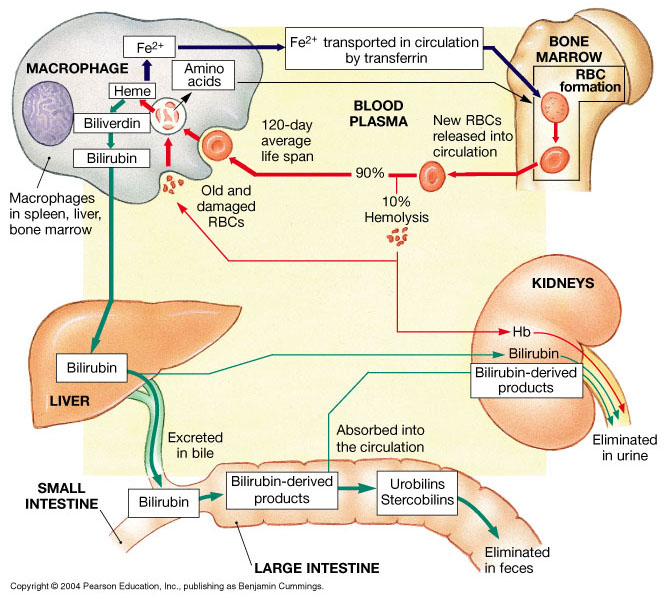 Fe2+
Fe2+ transported in circulation
by transferrin
BONE
MARROW
RBC
formation
MACROPHAGE
Amino
acids
Heme
BLOOD
PLASMA
Biliverdin
120-day
average
life span
New RBCs
released into
circulation
Bilirubin
90%
Macrophages
in spleen, liver,
bone marrow
Old and
damaged
RBCs
10%
Hemolysis
KIDNEYS
Hb
Bilirubin
Bilirubin-derived
products
Bilirubin
LIVER
Eliminated
in urine
Excreted
in bile
Absorbed into
the circulation
SMALL
INTESTINE
Bilirubin
Bilirubin-derived
products
Urobilins
Stercobilins
LARGE INTESTINE
Eliminated
in feces
Copyright © 2004 Pearson Education, Inc., publishing as Benjamin Cummings.